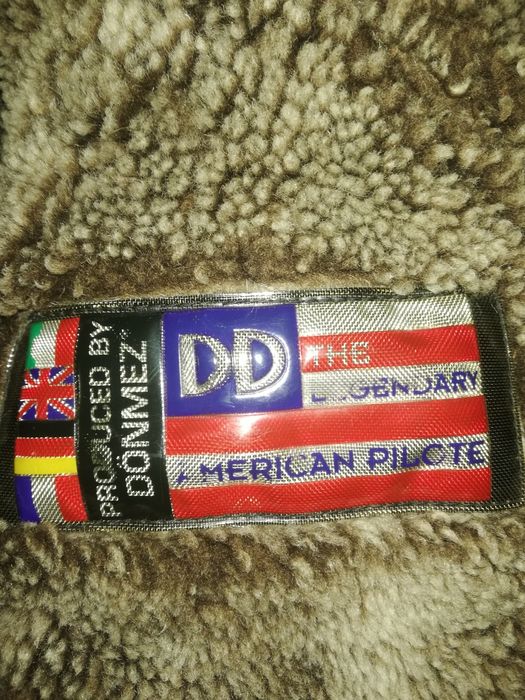 PRODUCED BY
DÖNMEZ
DD
THE
LEGENDARY
AMERICAN PILOTE